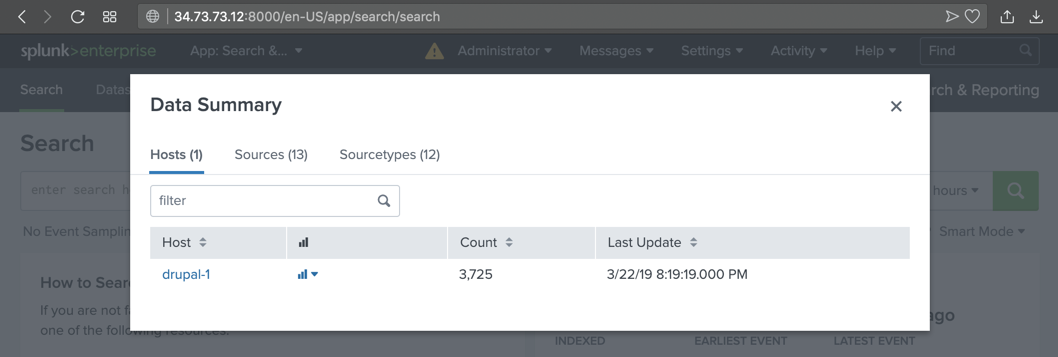 34.73.73.12:8000/en-US/app/search/search
splunk>enterprise App: Search &... Administrator Messages Settings Activity Help Find
Search rch & Reporting
Data Summary
Search
Hosts (1) Sources (13) Sourcetypes (12)
enter search h hours
filter
No Event Samplin Smart Mode
Host Count Last Update
drupal-1 3,725 3/22/19 8:19:19.000 PM
How to Sear
If you are not f ago
one of the following resources.
INDEXED EARLIEST EVENT LATEST EVENT